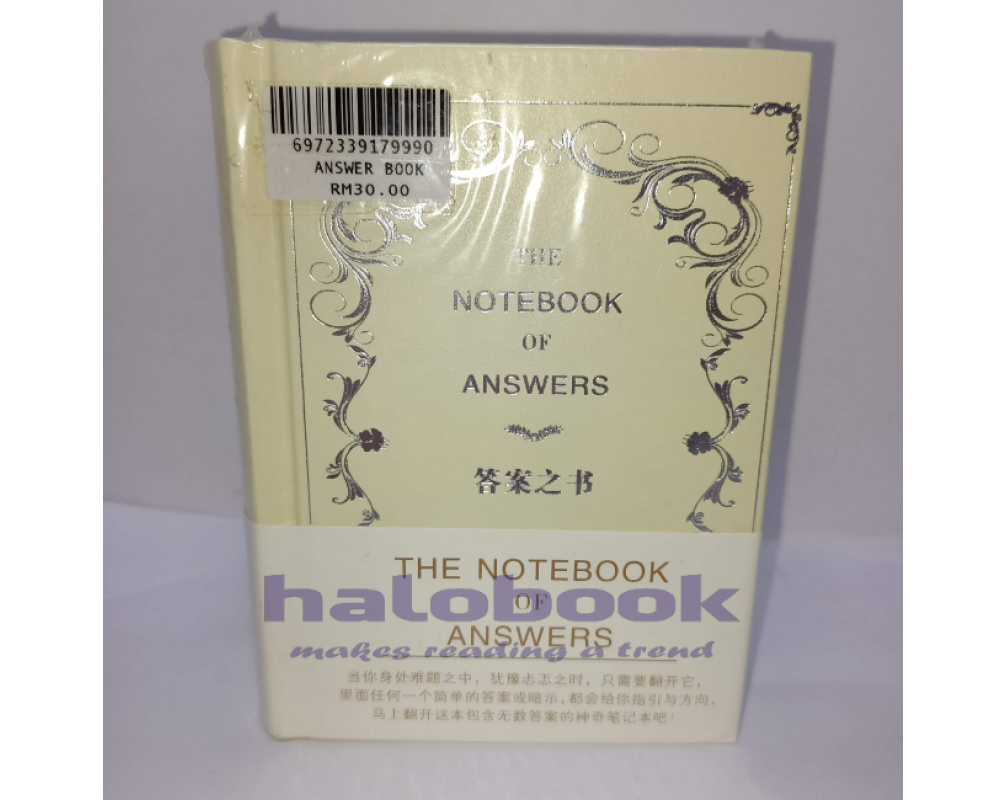 6972339179990
ANSWER BOOK
RM30.00
THE
NOTEBOOK
OF
ANSWERS
答案之书
THE NOTEBOOK
OF
ANSWERS
halobook
makes reading a trend
当你身处难题之中，犹豫忐忑之时，只需要翻开它，
里面任何一个简单的答案或暗示，都会给你指引与方向，
马上翻开这本包含无数答案的神奇笔记本吧！